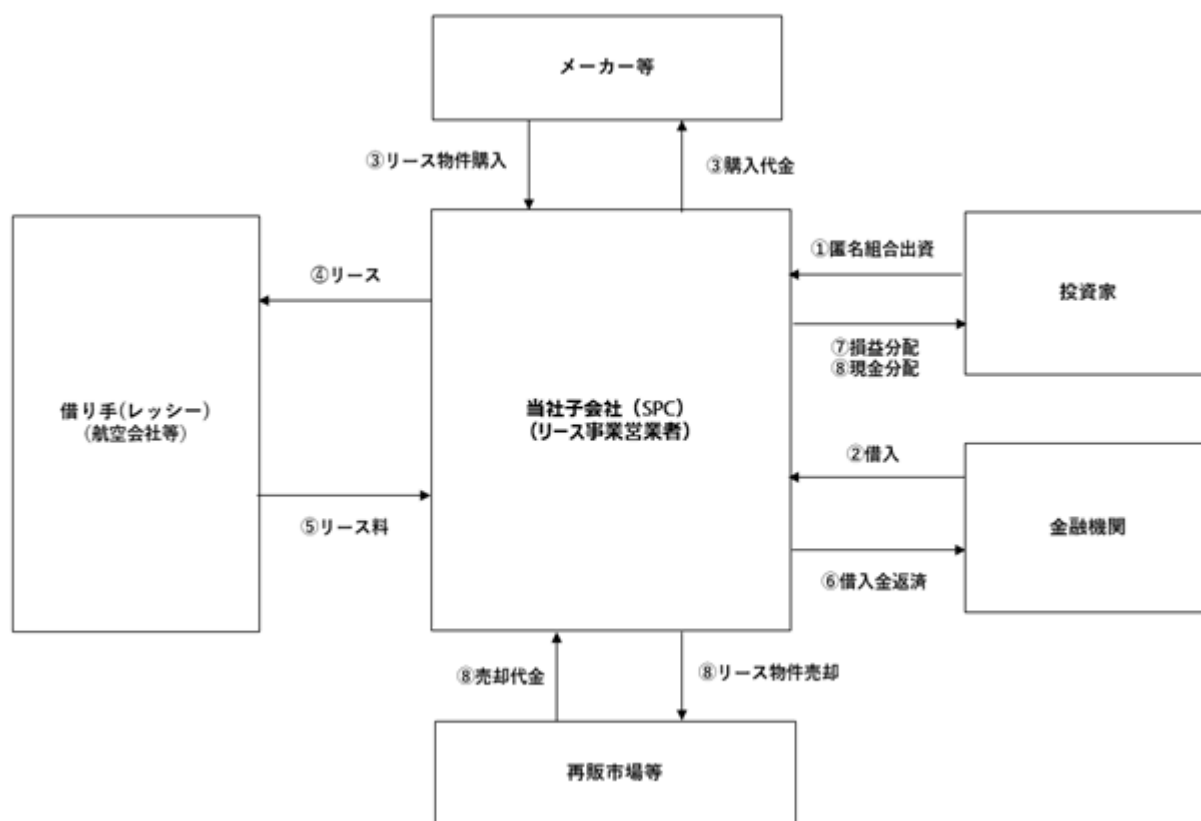 メーカー等
③リース物件購入
③購入代金
①匿名組合出資
④リース
投資家
⑦損益分配
⑧現金分配
借り手(レッシー)
(航空会社等)
当社子会社（SPC）
（リース事業営業者）
②借入
⑤リース料
金融機関
⑥借入金返済
⑧売却代金
⑧リース物件売却
再販市場等